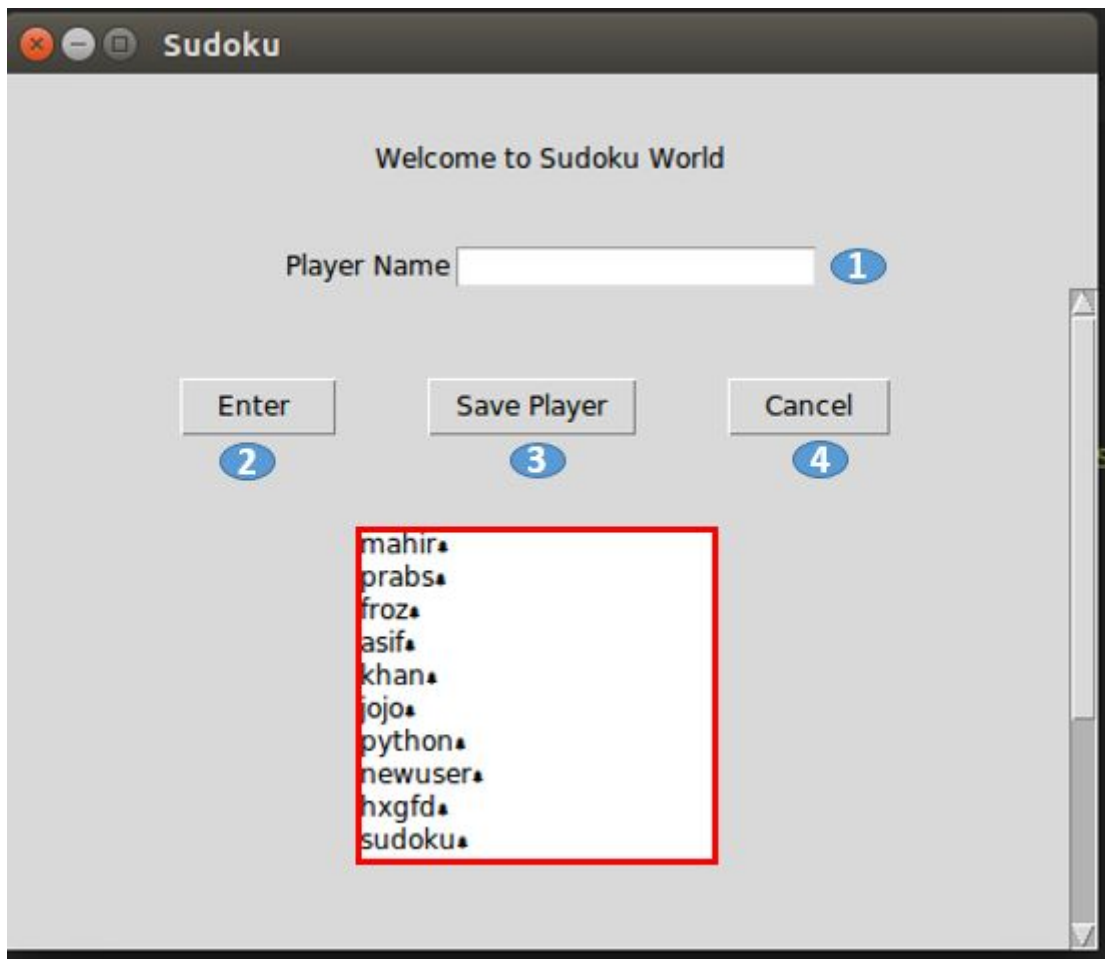 Sudoku
Welcome to Sudoku World
Player Name 1
Enter Save Player Cancel
2 3 4
mahir
prabs
froz
asif
khan
jojo
python
newuser
hxgfd
sudoku